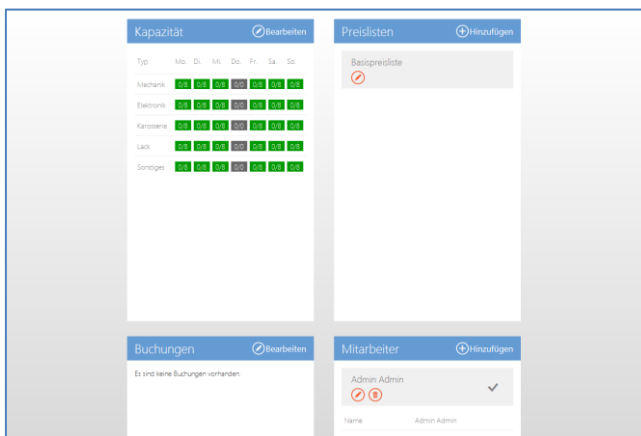 Kapazität Bearbeiten
Typ Mo. Di. Mi. Do. Fr. Sa. So.
Mechanik 0/8 0/8 0/8 0/0 0/8 0/8 0/8
Elektronik 0/8 0/8 0/8 0/0 0/8 0/8 0/8
Karosserie 0/8 0/8 0/8 0/0 0/8 0/8 0/8
Lack 0/8 0/8 0/8 0/0 0/8 0/8 0/8
Sonstiges 0/8 0/8 0/8 0/0 0/8 0/8 0/8
Preislisten Hinzufügen
Basispreisliste
Buchungen Bearbeiten
Es sind keine Buchungen vorhanden
Mitarbeiter Hinzufügen
Admin Admin
Name Admin Admin